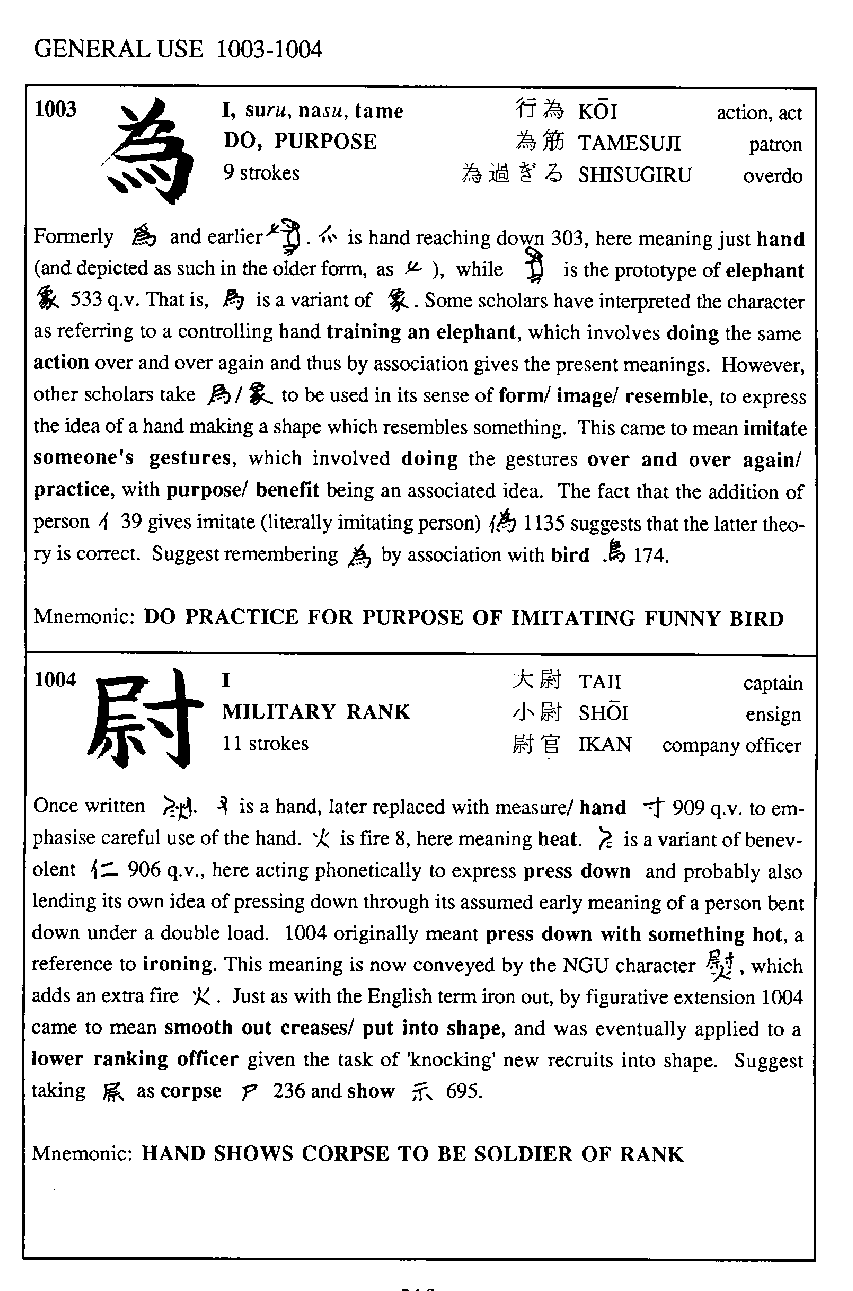 GENERAL USE 1003-1004
1003 為 I, suru, nasu, tame 行為 KŌI action, act
DO, PURPOSE 為筋 TAMESUJI patron
9 strokes 為過ぎる SHISUGIRU overdo
Formerly 爲 and earlier . is hand reaching down 303, here meaning just hand
(and depicted as such in the older form, as ), while is the prototype of elephant
象 533 q.v. That is, is a variant of 象. Some scholars have interpreted the character
as referring to a controlling hand training an elephant, which involves doing the same
action over and over again and thus by association gives the present meanings. However,
other scholars take / 象 to be used in its sense of form/ image/ resemble, to express
the idea of a hand making a shape which resembles something. This came to mean imitate
someone's gestures, which involved doing the gestures over and over again/
practice, with purpose/ benefit being an associated idea. The fact that the addition of
person 亻 39 gives imitate (literally imitating person) 偽 1135 suggests that the latter theo-
ry is correct. Suggest remembering 為 by association with bird 鳥 174.
Mnemonic: DO PRACTICE FOR PURPOSE OF IMITATING FUNNY BIRD
1004 尉 I 大尉 TAII captain
MILITARY RANK 小尉 SHŌI ensign
11 strokes 尉官 IKAN company officer
Once written . is a hand, later replaced with measure/ hand 寸 909 q.v. to em-
phasise careful use of the hand. 火 is fire 8, here meaning heat. is a variant of benev-
olent 仁 906 q.v., here acting phonetically to express press down and probably also
lending its own idea of pressing down through its assumed early meaning of a person bent
down under a double load. 1004 originally meant press down with something hot, a
reference to ironing. This meaning is now conveyed by the NGU character 熨, which
adds an extra fire 火. Just as with the English term iron out, by figurative extension 1004
came to mean smooth out creases/ put into shape, and was eventually applied to a
lower ranking officer given the task of 'knocking' new recruits into shape. Suggest
taking as corpse 尸 236 and show 示 695.
Mnemonic: HAND SHOWS CORPSE TO BE SOLDIER OF RANK